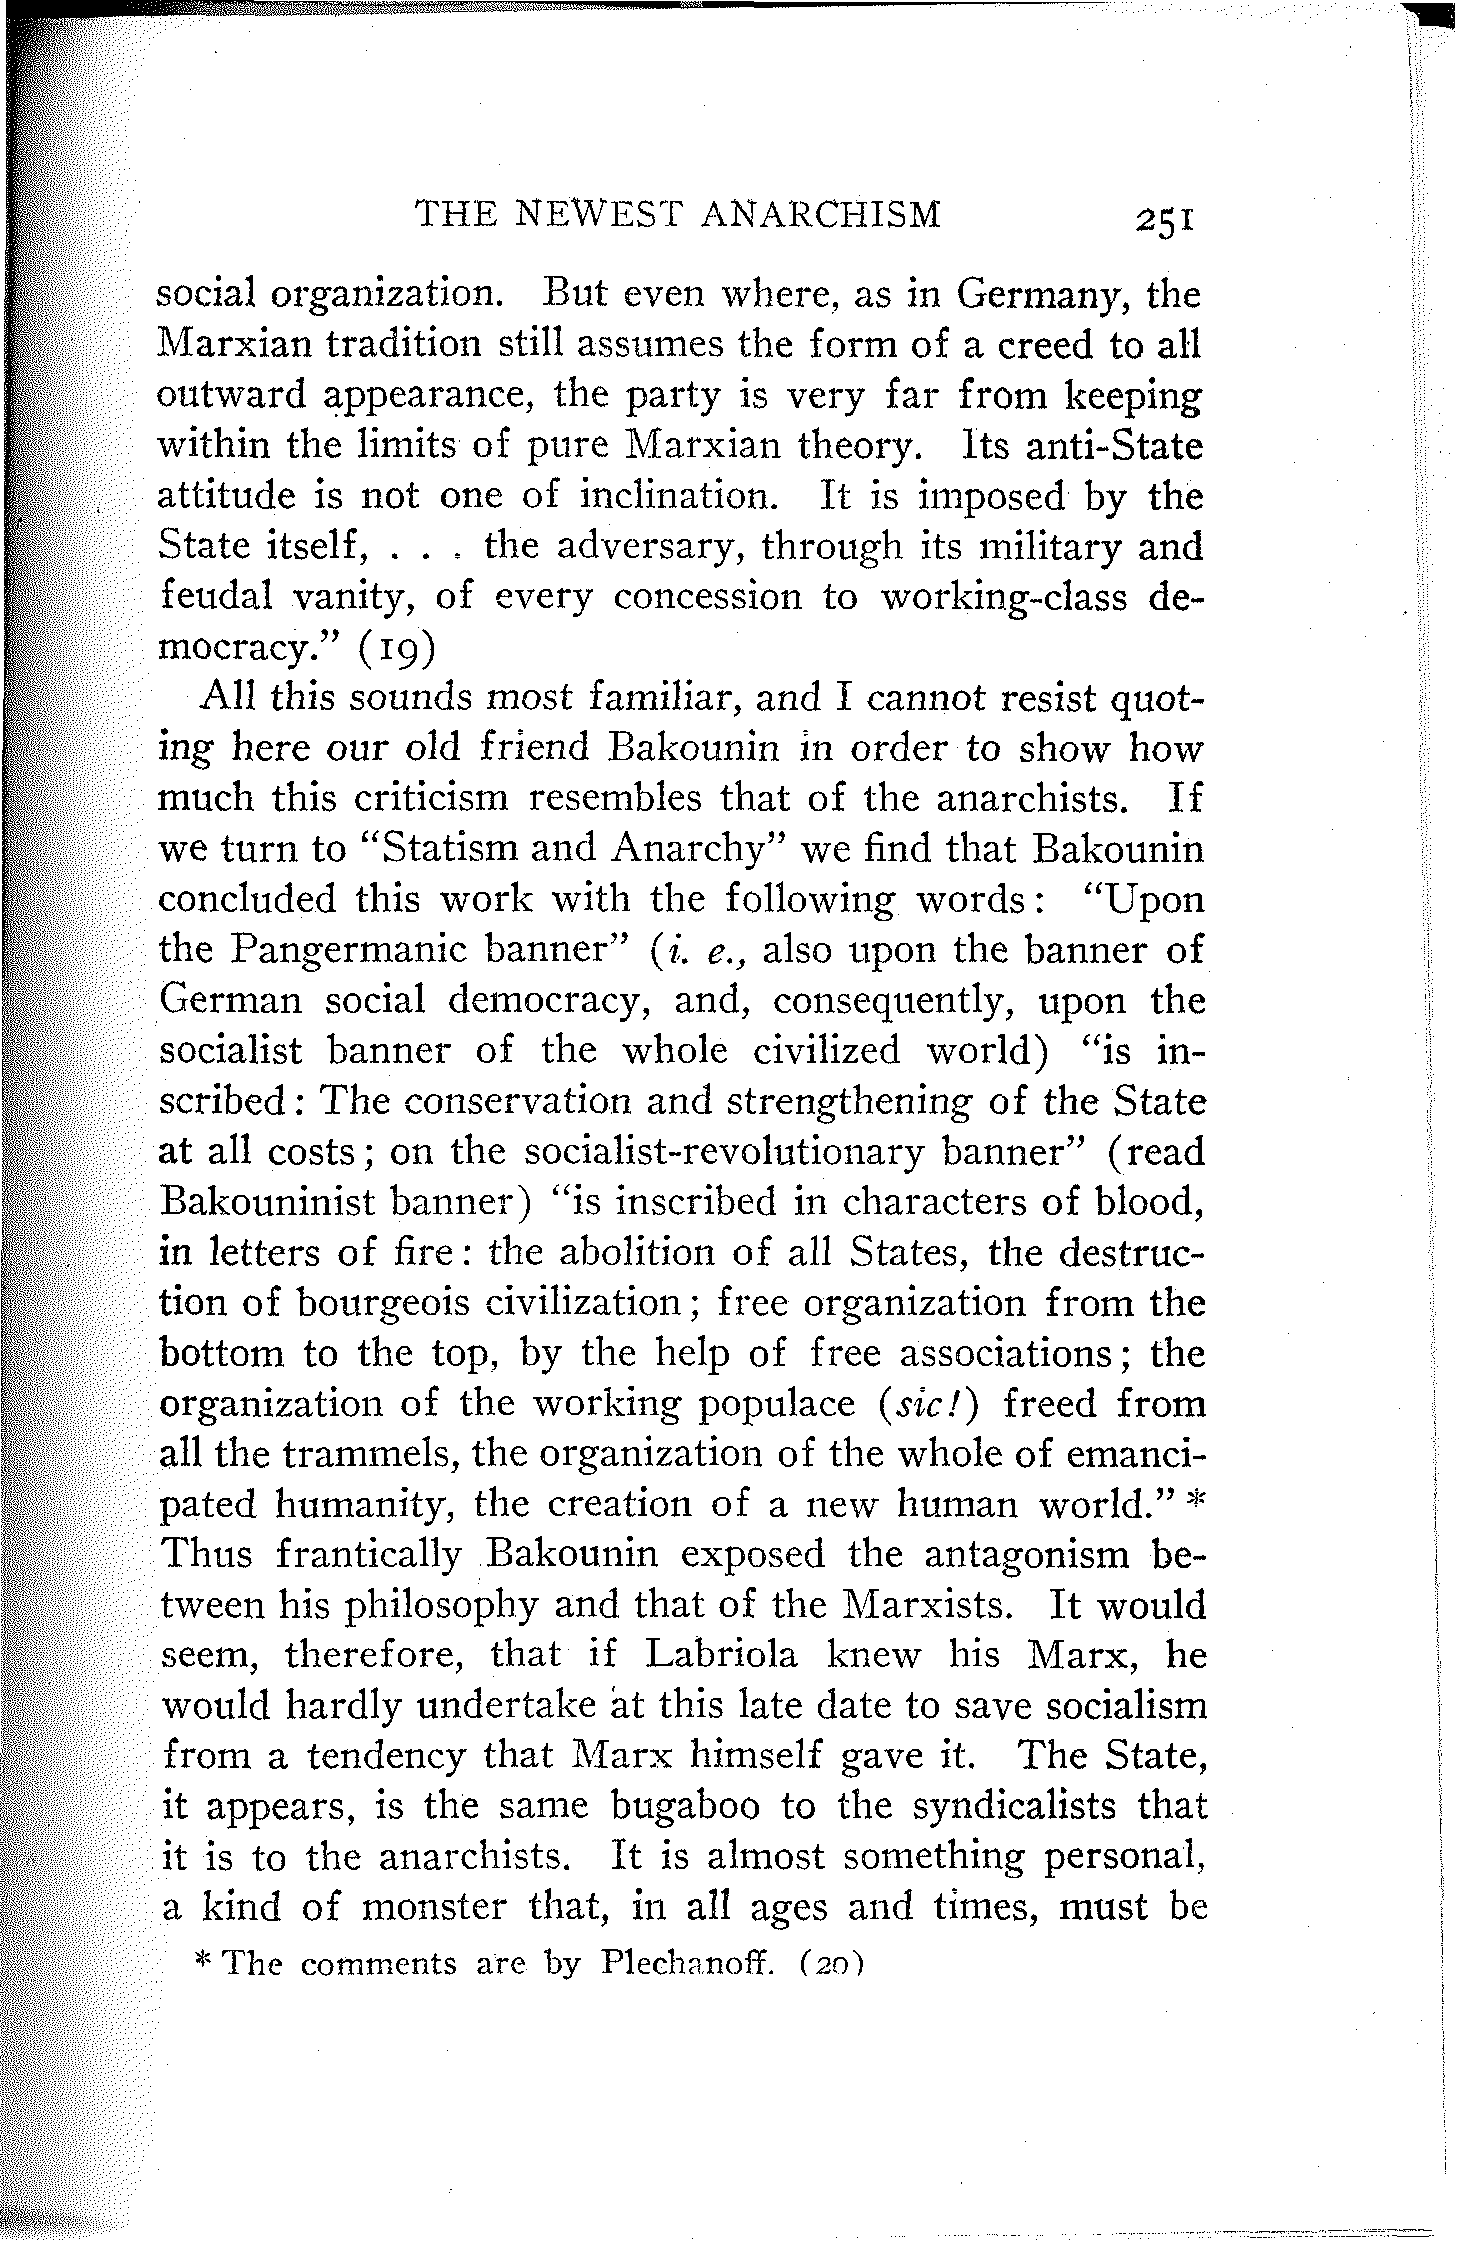 THE NEWEST ANARCHISM 251
social organization. But even where, as in Germany, the
Marxian tradition still assumes the form of a creed to all
outward appearance, the party is very far from keeping
within the limits of pure Marxian theory. Its anti-State
attitude is not one of inclination. It is imposed by the
State itself, . . . the adversary, through its military and
feudal vanity, of every concession to working-class de-
mocracy.” (19)
All this sounds most familiar, and I cannot resist quot-
ing here our old friend Bakounin in order to show how
much this criticism resembles that of the anarchists. If
we turn to “Statism and Anarchy” we find that Bakounin
concluded this work with the following words: “Upon
the Pangermanic banner” (i. e., also upon the banner of
German social democracy, and, consequently, upon the
socialist banner of the whole civilized world) “is in-
scribed: The conservation and strengthening of the State
at all costs; on the socialist-revolutionary banner” (read
Bakouninist banner) “is inscribed in characters of blood,
in letters of fire: the abolition of all States, the destruc-
tion of bourgeois civilization; free organization from the
bottom to the top, by the help of free associations; the
organization of the working populace (sic!) freed from
all the trammels, the organization of the whole of emanci-
pated humanity, the creation of a new human world.” *
Thus frantically Bakounin exposed the antagonism be-
tween his philosophy and that of the Marxists. It would
seem, therefore, that if Labriola knew his Marx, he
would hardly undertake at this late date to save socialism
from a tendency that Marx himself gave it. The State,
it appears, is the same bugaboo to the syndicalists that
it is to the anarchists. It is almost something personal,
a kind of monster that, in all ages and times, must be
* The comments are by Plechanoff. (20)